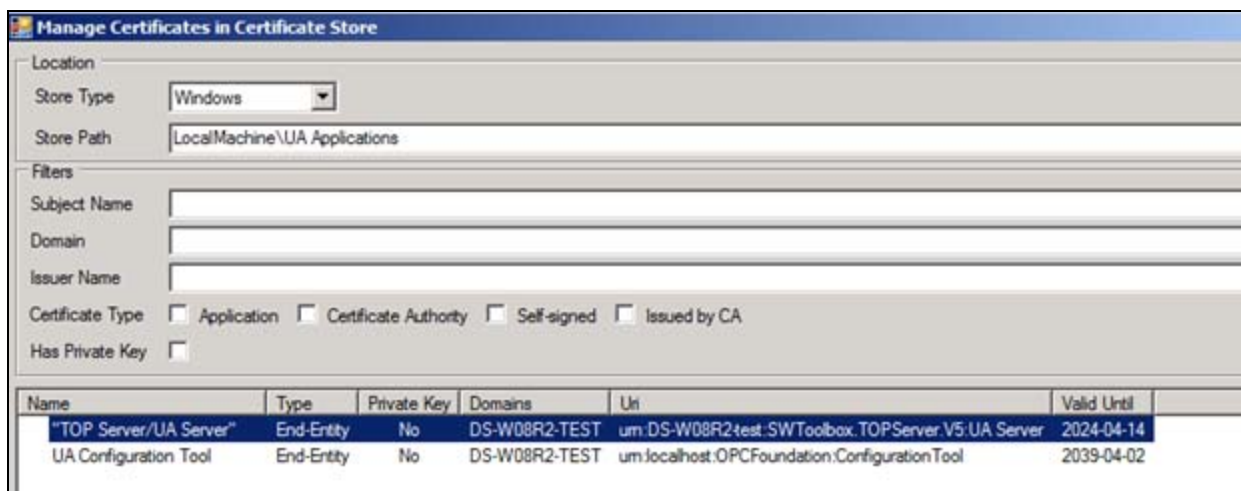 Manage Certificates in Certificate Store
Location
Store Type Windows
Store Path LocalMachine\UA Applications
Filters
Subject Name
Domain
Issuer Name
Certificate Type Application Certificate Authority Self-signed Issued by CA
Has Private Key
Name Type Private Key Domains Uri Valid Until
"TOP Server/UA Server" End-Entity No DS-W08R2-TEST urn:DS-W08R2-test:SWToolbox.TOPServer.V5:UA Server 2024-04-14
UA Configuration Tool End-Entity No DS-W08R2-TEST urn:localhost:OPCFoundation:ConfigurationTool 2039-04-02